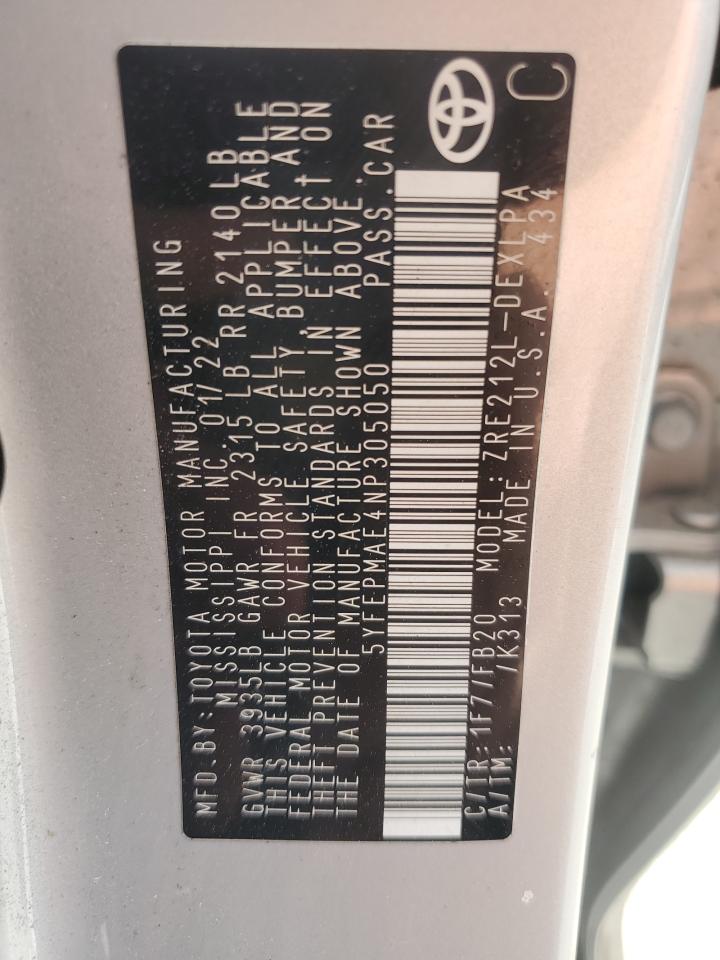 MFD.BY:TOYOTA MOTOR MANUFACTURING
MISSISSIPPI INC 01/22
GVWR 3935LB GAWR FR 2315 LB RR 2140LB
THIS VEHICLE CONFORMS TO ALL APPLICABLE
FEDERAL MOTOR VEHICLE SAFETY, BUMPER AND
THEFT PREVENTION STANDARDS IN EFFECT ON
THE DATE OF MANUFACTURE SHOWN ABOVE.
5YFEPMAE4NP305050 PASS.CAR
C/TR:1F7/FB20 MODEL:ZRE212L-DEXLPA
A/TM: /K313 MADE IN U.S.A. 434
C